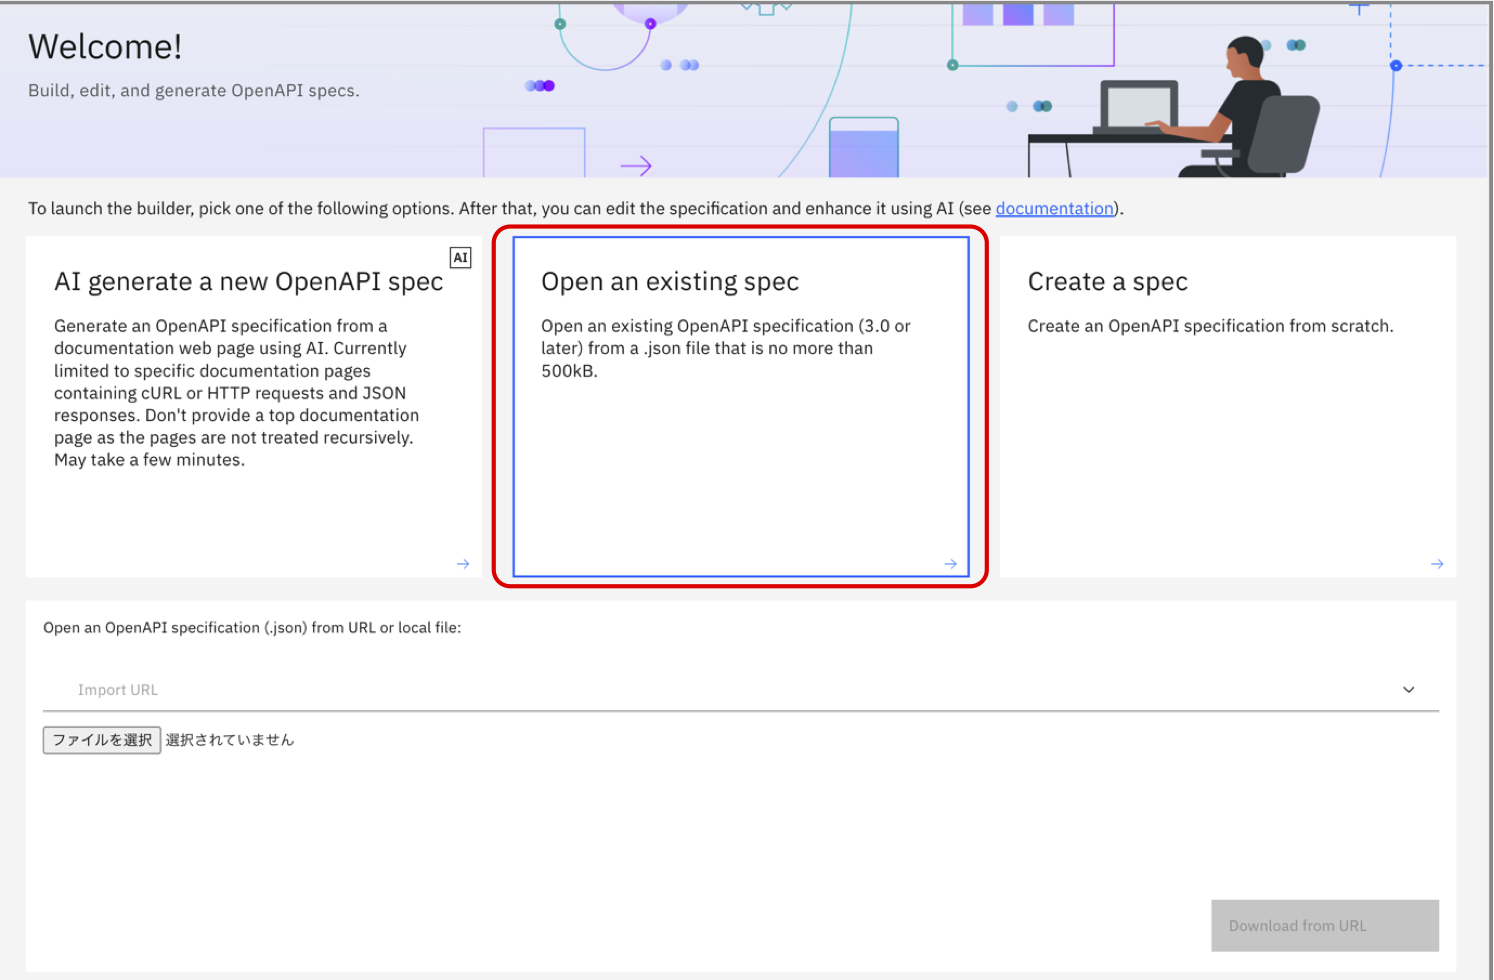 Welcome!
Build, edit, and generate OpenAPI specs.
To launch the builder, pick one of the following options. After that, you can edit the specification and enhance it using AI (see documentation).
AI
AI generate a new OpenAPI spec
Generate an OpenAPI specification from a
documentation web page using AI. Currently
limited to specific documentation pages
containing cURL or HTTP requests and JSON
responses. Don't provide a top documentation
page as the pages are not treated recursively.
May take a few minutes.
Open an existing spec
Open an existing OpenAPI specification (3.0 or
later) from a .json file that is no more than
500kB.
Create a spec
Create an OpenAPI specification from scratch.
Open an OpenAPI specification (.json) from URL or local file:
Import URL
ファイルを選択 選択されていません
Download from URL